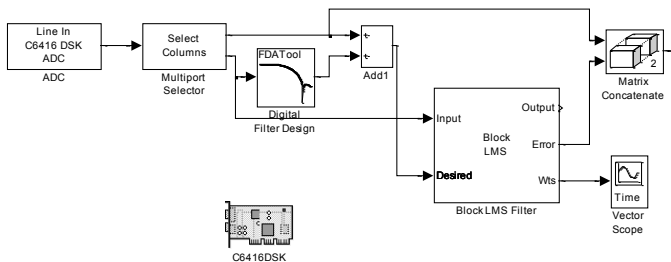 Line In
C6416 DSK
ADC
ADC
Select
Columns
Multiport
Selector
FDATool
Digital
Filter Design
Add1
2
Matrix
Concatenate
Input
Desired
Block
LMS
Output
Error
Wts
Block LMS Filter
Time
Vector
Scope
C6416DSK